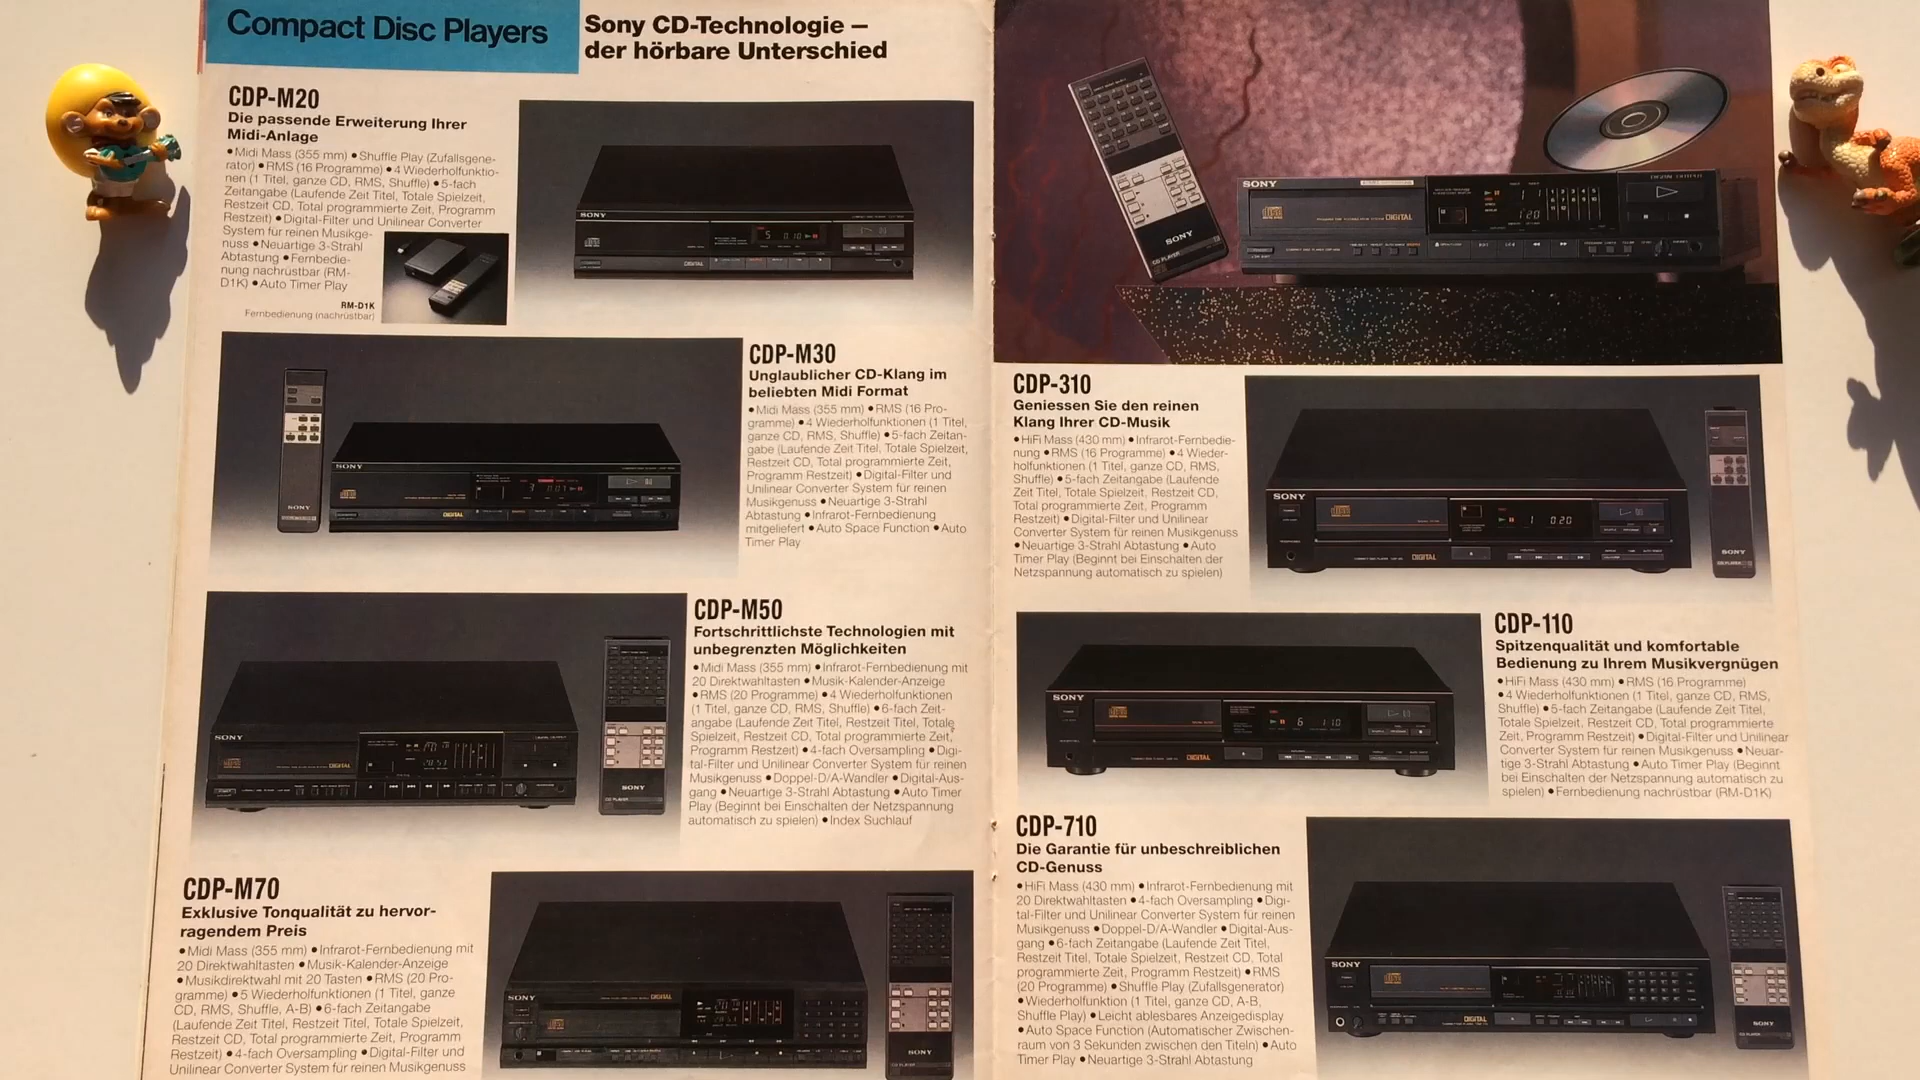 Compact Disc Players
Sony CD-Technologie –
der hörbare Unterschied
CDP-M20
Die passende Erweiterung Ihrer
Midi-Anlage
● Midi Mass (355 mm) ● Shuffle Play (Zufallsgene-
rator) ● RMS (16 Programme) ● 4 Wiederholfunktio-
nen (1 Titel, ganze CD, RMS, Shuffle) ● 5-fach
Zeitangabe (Laufende Zeit Titel, Totale Spielzeit,
Restzeit CD, Total programmierte Zeit, Programm
Restzeit) ● Digital-Filter und Unilinear Converter
System für reinen Musikge-
nuss ● Neuartige 3-Strahl
Abtastung ● Fernbedie-
nung nachrüstbar (RM-
D1K) ● Auto Timer Play
RM-D1K
Fernbedienung (nachrüstbar)
SONY
DIGITAL
CDP-M30
Unglaublicher CD-Klang im
beliebten Midi Format
● Midi Mass (355 mm) ● RMS (16 Pro-
gramme) ● 4 Wiederholfunktionen (1 Titel,
ganze CD, RMS, Shuffle) ● 5-fach Zeitan-
gabe (Laufende Zeit Titel, Totale Spielzeit,
Restzeit CD, Total programmierte Zeit,
Programm Restzeit) ● Digital-Filter und
Unilinear Converter System für reinen
Musikgenuss ● Neuartige 3-Strahl
Abtastung ● Infrarot-Fernbedienung
mitgeliefert ● Auto Space Function ● Auto
Timer Play
SONY
SONY
DIGITAL
CDP-M50
Fortschrittlichste Technologien mit
unbegrenzten Möglichkeiten
● Midi Mass (355 mm) ● Infrarot-Fernbedienung mit
20 Direktwahltasten ● Musik-Kalender-Anzeige
● RMS (20 Programme) ● 4 Wiederholfunktionen
(1 Titel, ganze CD, RMS, Shuffle) ● 6-fach Zeit-
angabe (Laufende Zeit Titel, Restzeit Titel, Totale
Spielzeit, Restzeit CD, Total programmierte Zeit,
Programm Restzeit) ● 4-fach Oversampling ● Digi-
tal-Filter und Unilinear Converter System für reinen
Musikgenuss ● Doppel-D/A-Wandler ● Digital-Aus-
gang ● Neuartige 3-Strahl Abtastung ● Auto Timer
Play (Beginnt bei Einschalten der Netzspannung
automatisch zu spielen) ● Index Suchlauf
SONY
DIGITAL
SONY
CDP-M70
Exklusive Tonqualität zu hervor-
ragendem Preis
● Midi Mass (355 mm) ● Infrarot-Fernbedienung mit
20 Direktwahltasten ● Musik-Kalender-Anzeige
● Musikdirektwahl mit 20 Tasten ● RMS (20 Pro-
gramme) ● 5 Wiederholfunktionen (1 Titel, ganze
CD, RMS, Shuffle, A-B) ● 6-fach Zeitangabe
(Laufende Zeit Titel, Restzeit Titel, Totale Spielzeit,
Restzeit CD, Total programmierte Zeit, Programm
Restzeit) ● 4-fach Oversampling ● Digital-Filter und
Unilinear Converter System für reinen Musikgenuss
SONY
DIGITAL
SONY
SONY
CD PLAYER
SONY
DIGITAL
CDP-310
Geniessen Sie den reinen
Klang Ihrer CD-Musik
● HiFi Mass (430 mm) ● Infrarot-Fernbedie-
nung ● RMS (16 Programme) ● 4 Wieder-
holfunktionen (1 Titel, ganze CD, RMS,
Shuffle) ● 5-fach Zeitangabe (Laufende
Zeit Titel, Totale Spielzeit, Restzeit CD,
Total programmierte Zeit, Programm
Restzeit) ● Digital-Filter und Unilinear
Converter System für reinen Musikgenuss
● Neuartige 3-Strahl Abtastung ● Auto
Timer Play (Beginnt bei Einschalten der
Netzspannung automatisch zu spielen)
SONY
DIGITAL
SONY
CDP-110
Spitzenqualität und komfortable
Bedienung zu Ihrem Musikvergnügen
● HiFi Mass (430 mm) ● RMS (16 Programme)
● 4 Wiederholfunktionen (1 Titel, ganze CD, RMS,
Shuffle) ● 5-fach Zeitangabe (Laufende Zeit Titel,
Totale Spielzeit, Restzeit CD, Total programmierte
Zeit, Programm Restzeit) ● Digital-Filter und Unilinear
Converter System für reinen Musikgenuss ● Neuar-
tige 3-Strahl Abtastung ● Auto Timer Play (Beginnt
bei Einschalten der Netzspannung automatisch zu
spielen) ● Fernbedienung nachrüstbar (RM-D1K)
SONY
DIGITAL
CDP-710
Die Garantie für unbeschreiblichen
CD-Genuss
● HiFi Mass (430 mm) ● Infrarot-Fernbedienung mit
20 Direktwahltasten ● 4-fach Oversampling ● Digi-
tal-Filter und Unilinear Converter System für reinen
Musikgenuss ● Doppel-D/A-Wandler ● Digital-Aus-
gang ● 6-fach Zeitangabe (Laufende Zeit Titel,
Restzeit Titel, Totale Spielzeit, Restzeit CD, Total
programmierte Zeit, Programm Restzeit) ● RMS
(20 Programme) ● Shuffle Play (Zufallsgenerator)
● Wiederholfunktion (1 Titel, ganze CD, A-B,
Shuffle Play) ● Leicht ablesbares Anzeigedisplay
● Auto Space Function (Automatischer Zwischen-
raum von 3 Sekunden zwischen den Titeln) ● Auto
Timer Play ● Neuartige 3-Strahl Abtastung
SONY
DIGITAL
SONY